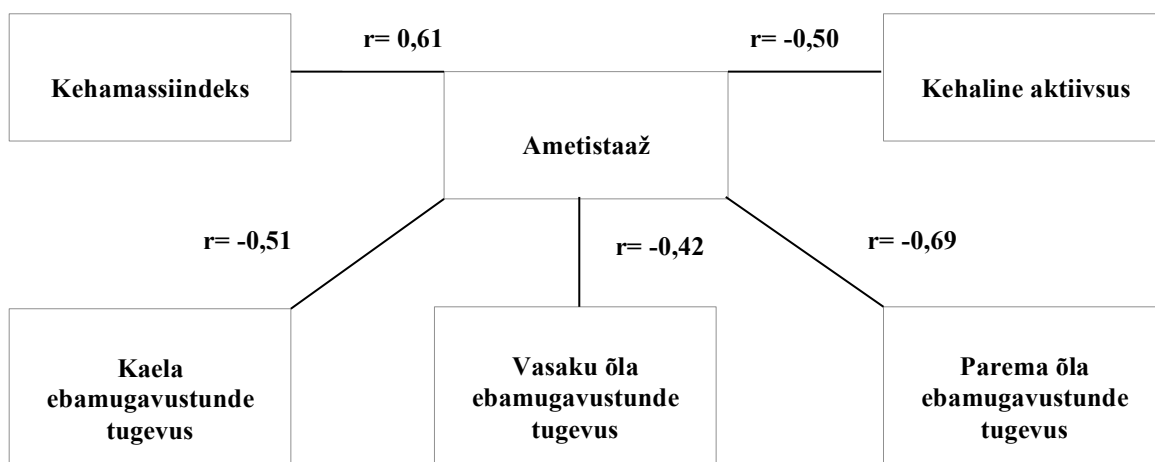 r= 0,61
r= -0,50
Kehamassiindeks
Kehaline aktiivsus
Ametistaaž
r= -0,51
r= -0,42
r= -0,69
Kaela
ebamugavustunde
tugevus
Vasaku õla
ebamugavustunde
tugevus
Parema õla
ebamugavustunde
tugevus